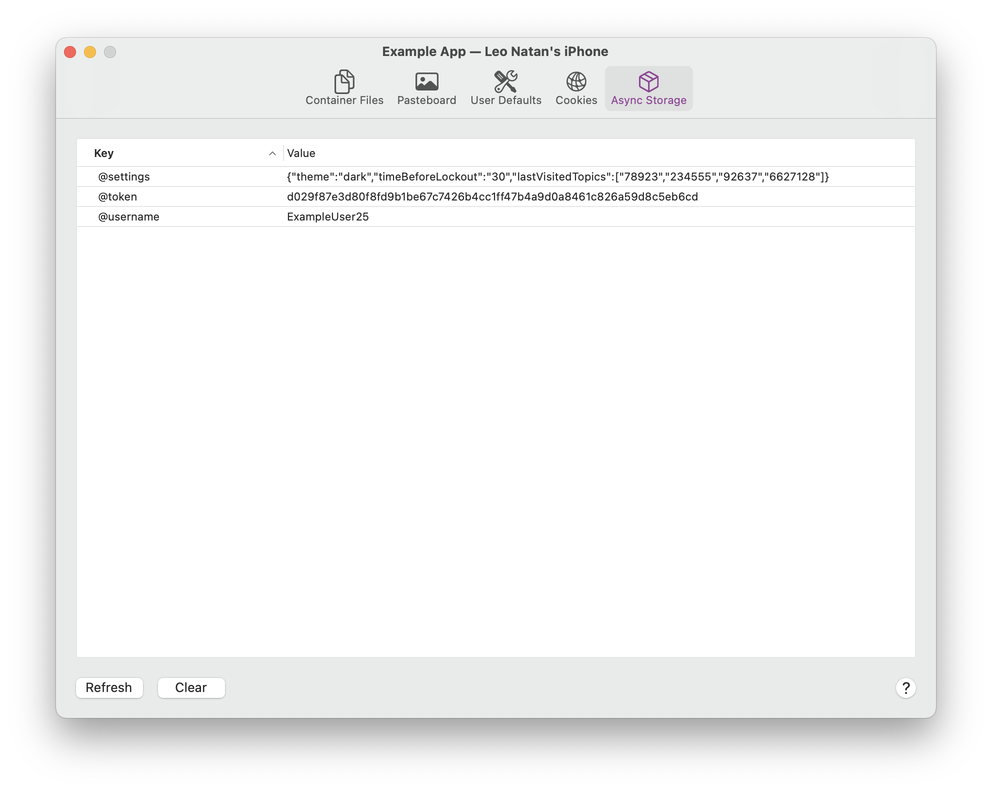 Example App — Leo Natan's iPhone
Container Files Pasteboard User Defaults Cookies Async Storage
Key Value
@settings {"theme":"dark","timeBeforeLockout":"30","lastVisitedTopics":["78923","234555","92637","6627128"]}
@token d029f87e3d80f8fd9b1be67c7426b4cc1ff47b4a9d0a8461c826a59d8c5eb6cd
@username ExampleUser25
Refresh Clear ?